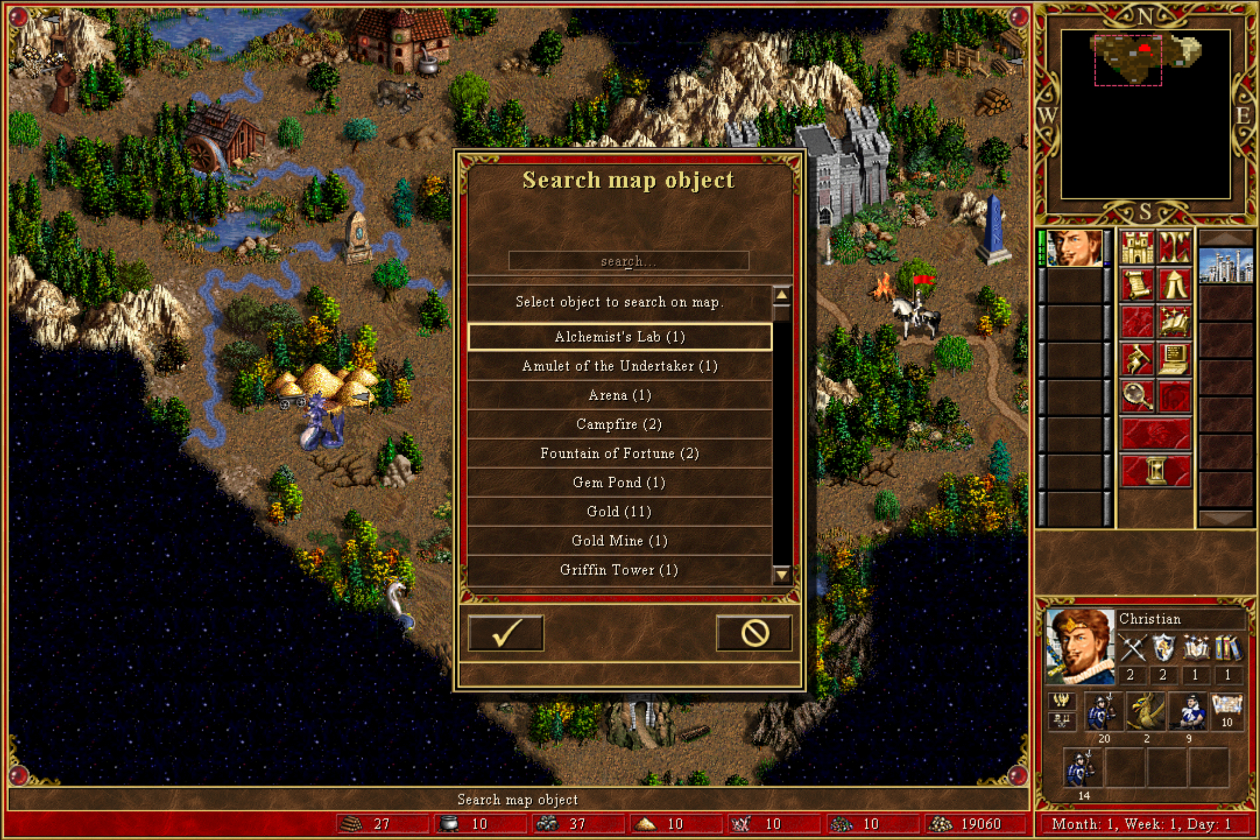 N
W
E
S
Search map object
search...
Select object to search on map.
Alchemist's Lab (1)
Amulet of the Undertaker (1)
Arena (1)
Campfire (2)
Fountain of Fortune (2)
Gem Pond (1)
Gold (11)
Gold Mine (1)
Griffin Tower (1)
Christian
2 2 1 1
10
20 2 9
14
Search map object
27 10 37 10 10 10 19060 Month: 1, Week: 1, Day: 1